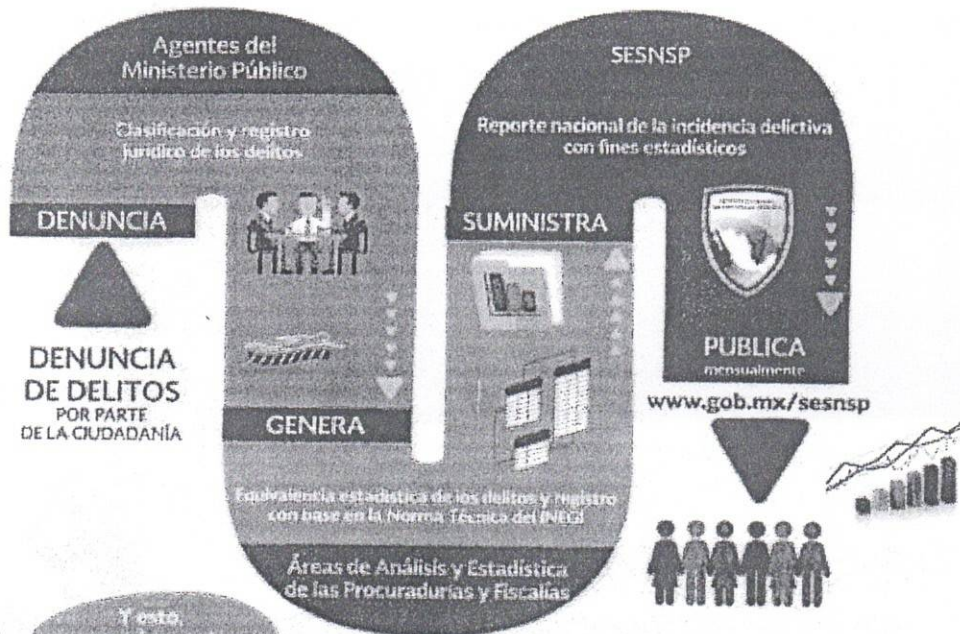 DENUNCIA
DE DELITOS
POR PARTE
DE LA CIUDADANÍA
DENUNCIA
Agentes del
Ministerio Público
Clasificación y registro
jurídico de los delitos
GENERA
Equivalencia estadística de los delitos y registro
con base en la Norma Técnica del INEGI
Áreas de Análisis y Estadística
de las Procuradurías y Fiscalías
SUMINISTRA
SESNSP
Reporte nacional de la incidencia delictiva
con fines estadísticos
PUBLICA
mensualmente
www.gob.mx/sesnsp
Y esto,